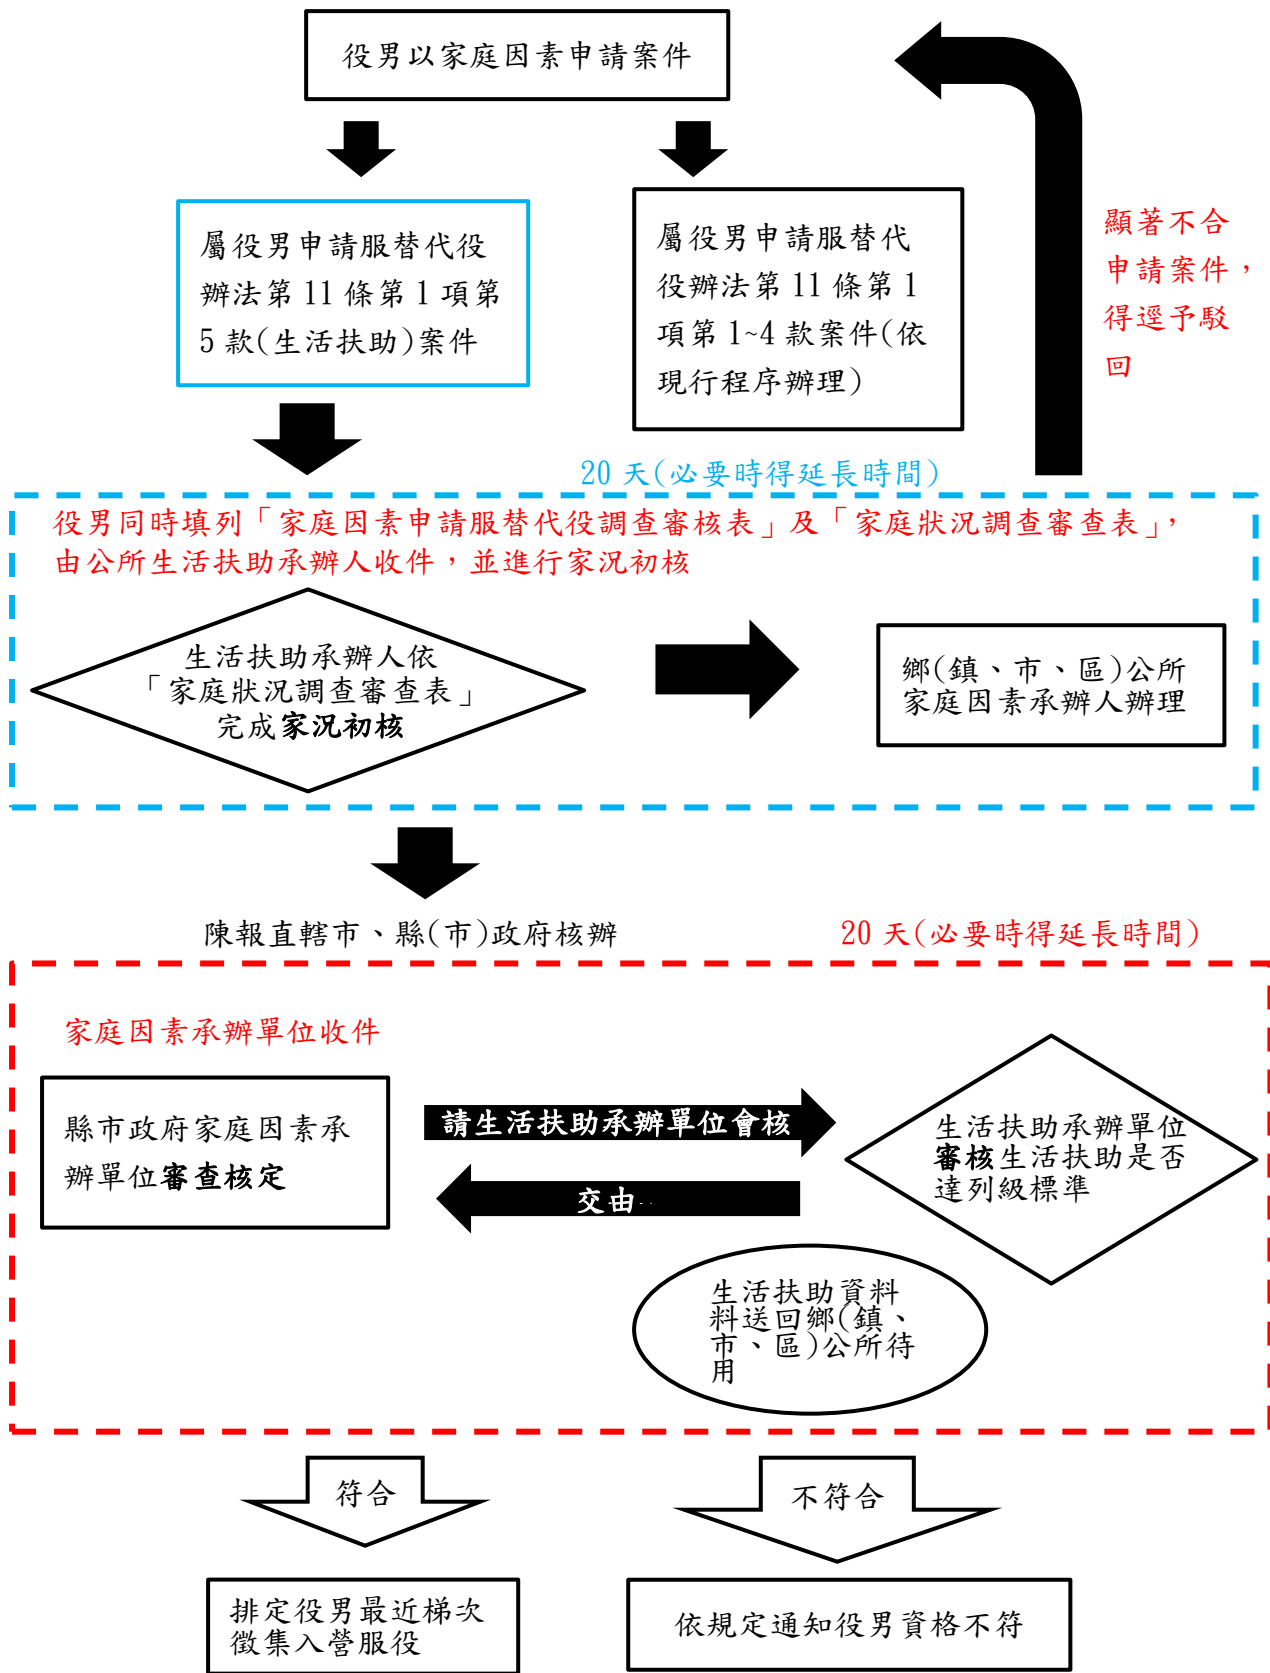 役男以家庭因素申請案件
屬役男申請服替代役
辦法第 11 條第 1 項第
5 款(生活扶助)案件
屬役男申請服替代
役辦法第 11 條第 1
項第 1~4 款案件(依
現行程序辦理)
顯著不合
申請案件，
得逕予駁
回
20 天(必要時得延長時間)
役男同時填列「家庭因素申請服替代役調查審核表」及「家庭狀況調查審查表」，
由公所生活扶助承辦人收件，並進行家況初核
生活扶助承辦人依
「家庭狀況調查審查表」
完成家況初核
鄉(鎮、市、區)公所
家庭因素承辦人辦理
陳報直轄市、縣(市)政府核辦
20 天(必要時得延長時間)
家庭因素承辦單位收件
縣市政府家庭因素承
辦單位審查核定
請生活扶助承辦單位會核
交由..
生活扶助承辦單位
審核生活扶助是否
達列級標準
生活扶助資料
料送回鄉(鎮、
市、區)公所待
用
符合
不符合
排定役男最近梯次
徵集入營服役
依規定通知役男資格不符